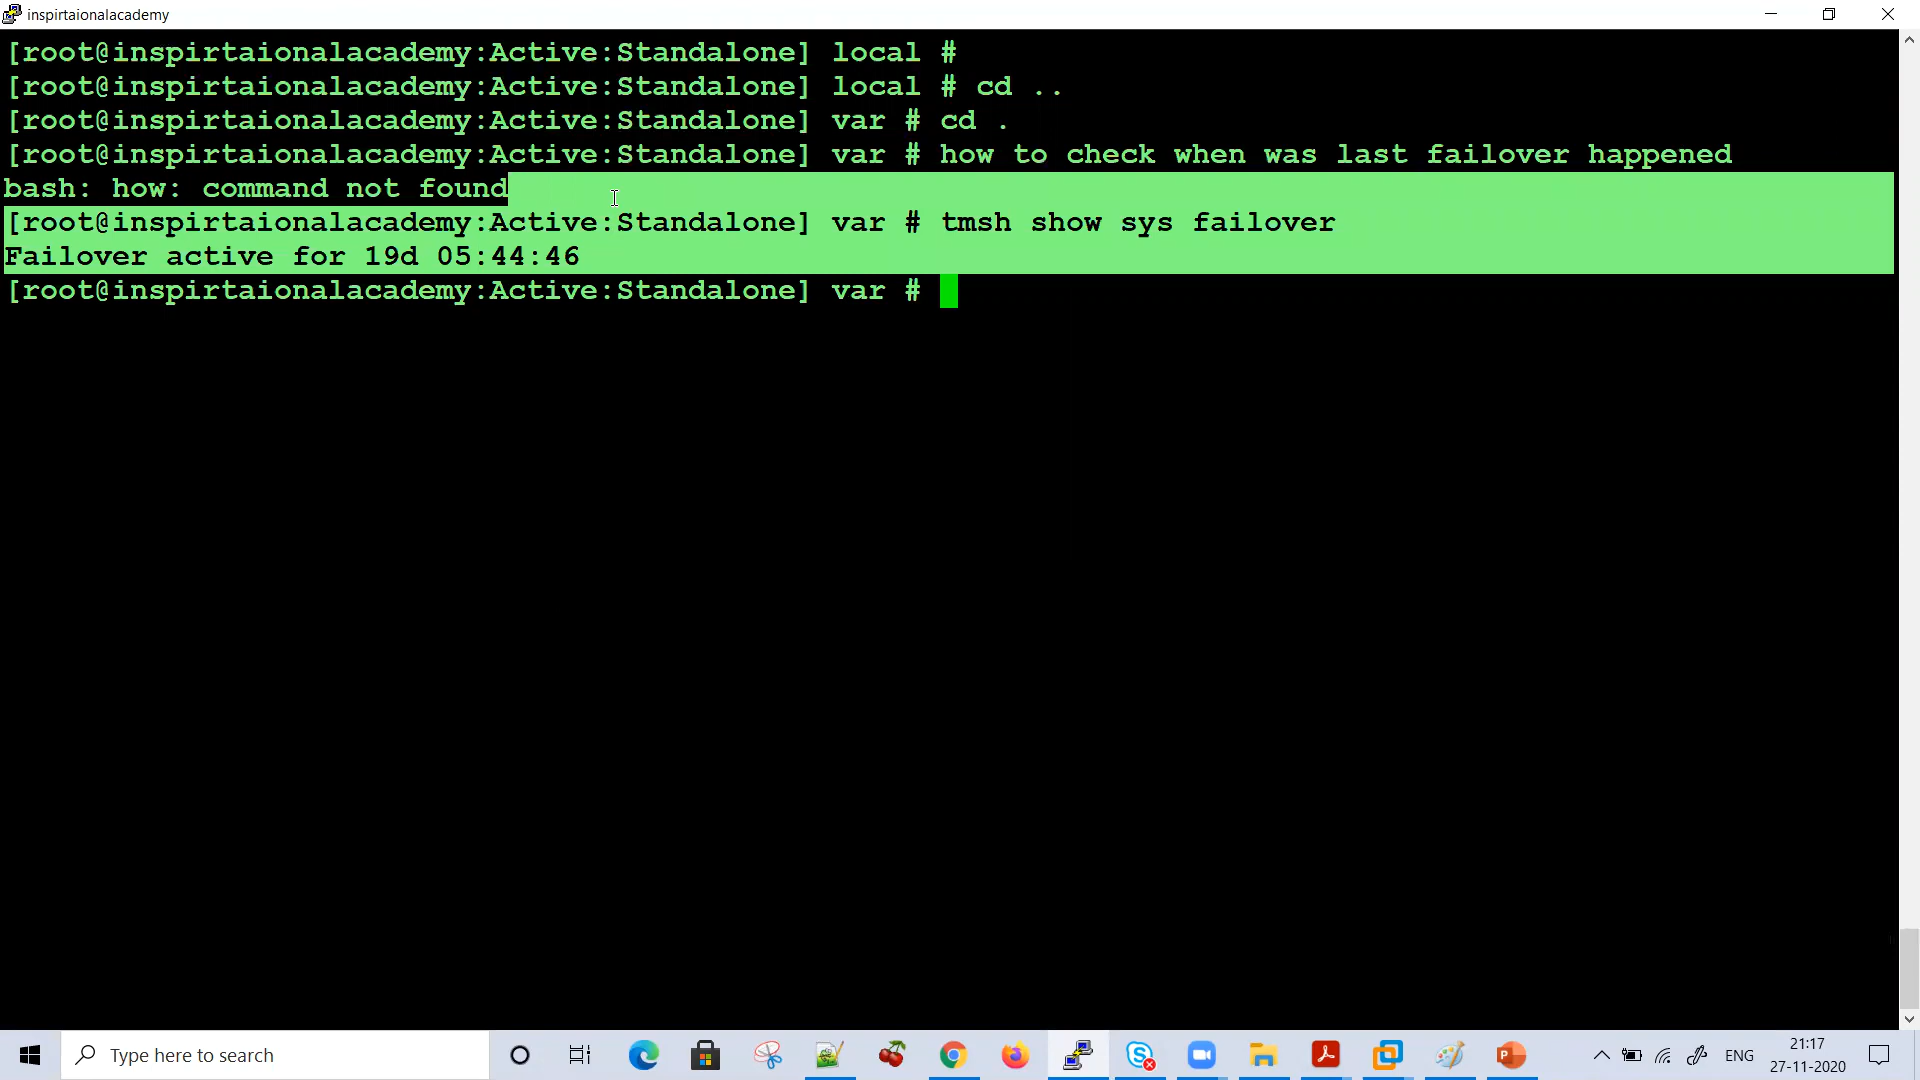 inspirtaionalacademy
[root@inspirtaionalacademy:Active:Standalone] local #
[root@inspirtaionalacademy:Active:Standalone] local # cd ..
[root@inspirtaionalacademy:Active:Standalone] var # cd .
[root@inspirtaionalacademy:Active:Standalone] var # how to check when was last failover happened
bash: how: command not found
[root@inspirtaionalacademy:Active:Standalone] var # tmsh show sys failover
Failover active for 19d 05:44:46
[root@inspirtaionalacademy:Active:Standalone] var #
Type here to search
ENG
21:17
27-11-2020